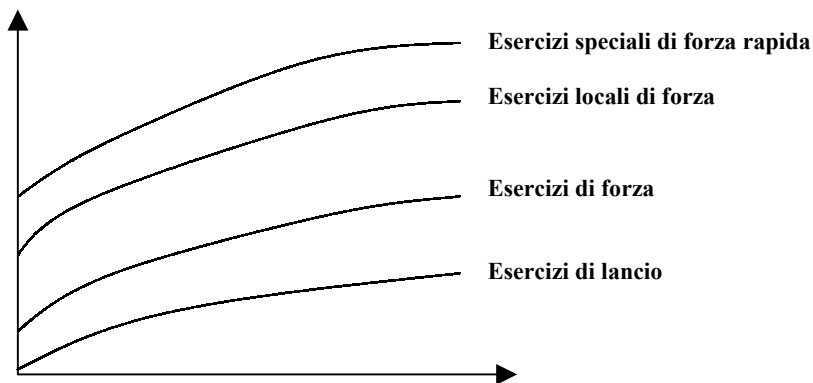 Esercizi speciali di forza rapida
Esercizi locali di forza
Esercizi di forza
Esercizi di lancio